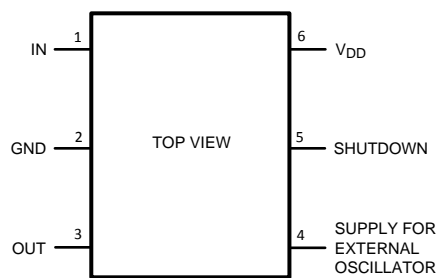 IN
1
6
VDD
GND
2
TOP VIEW
5
SHUTDOWN
OUT
3
4
SUPPLY FOR
EXTERNAL
OSCILLATOR